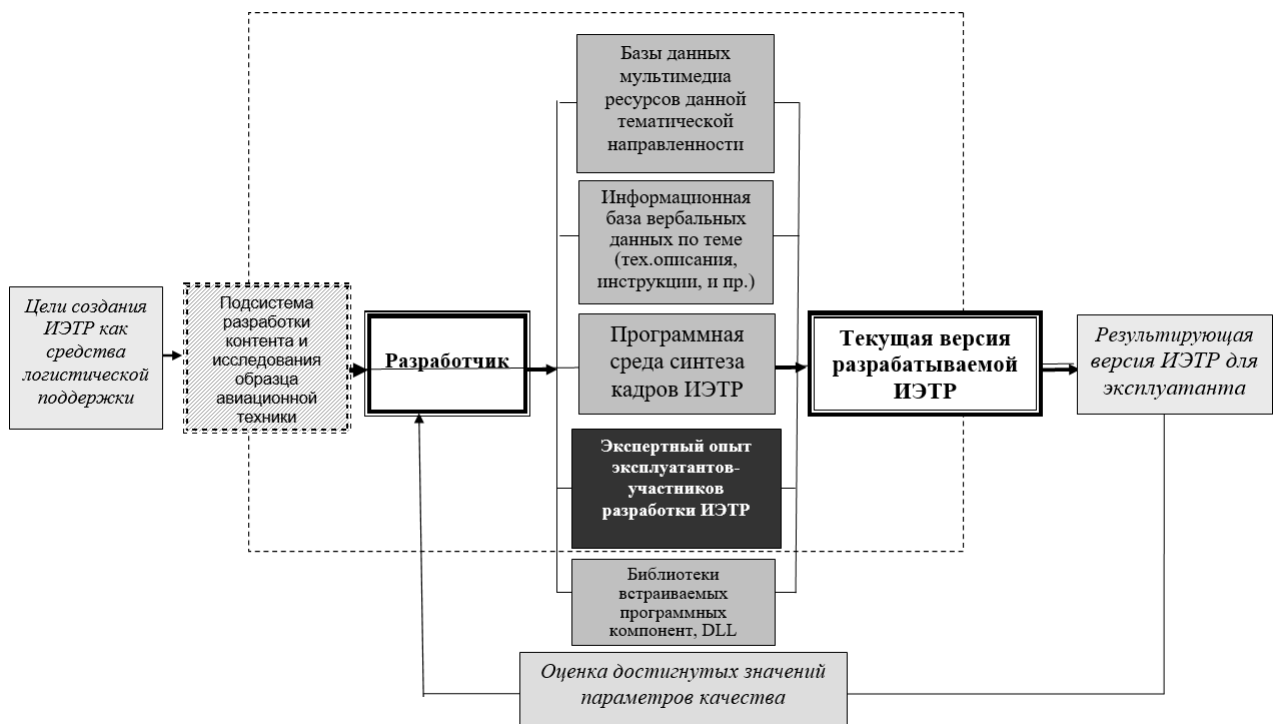 Базы данных
мультимедиа
ресурсов данной
тематической
направленности
Информационная
база вербальных
данных по теме
(тех.описания,
инструкции, и пр.)
Цели создания
ИЭТР как
средства
логистической
поддержки
Подсистема
разработки
контента и
исследования
образца
авиационной
техники
Разработчик
Программная
среда синтеза
кадров ИЭТР
Текущая версия
разрабатываемой
ИЭТР
Результирующая
версия ИЭТР для
эксплуатанта
Экспертный опыт
эксплуатантов-
участников
разработки ИЭТР
Библиотеки
встраиваемых
программных
компонент, DLL
Оценка достигнутых значений
параметров качества